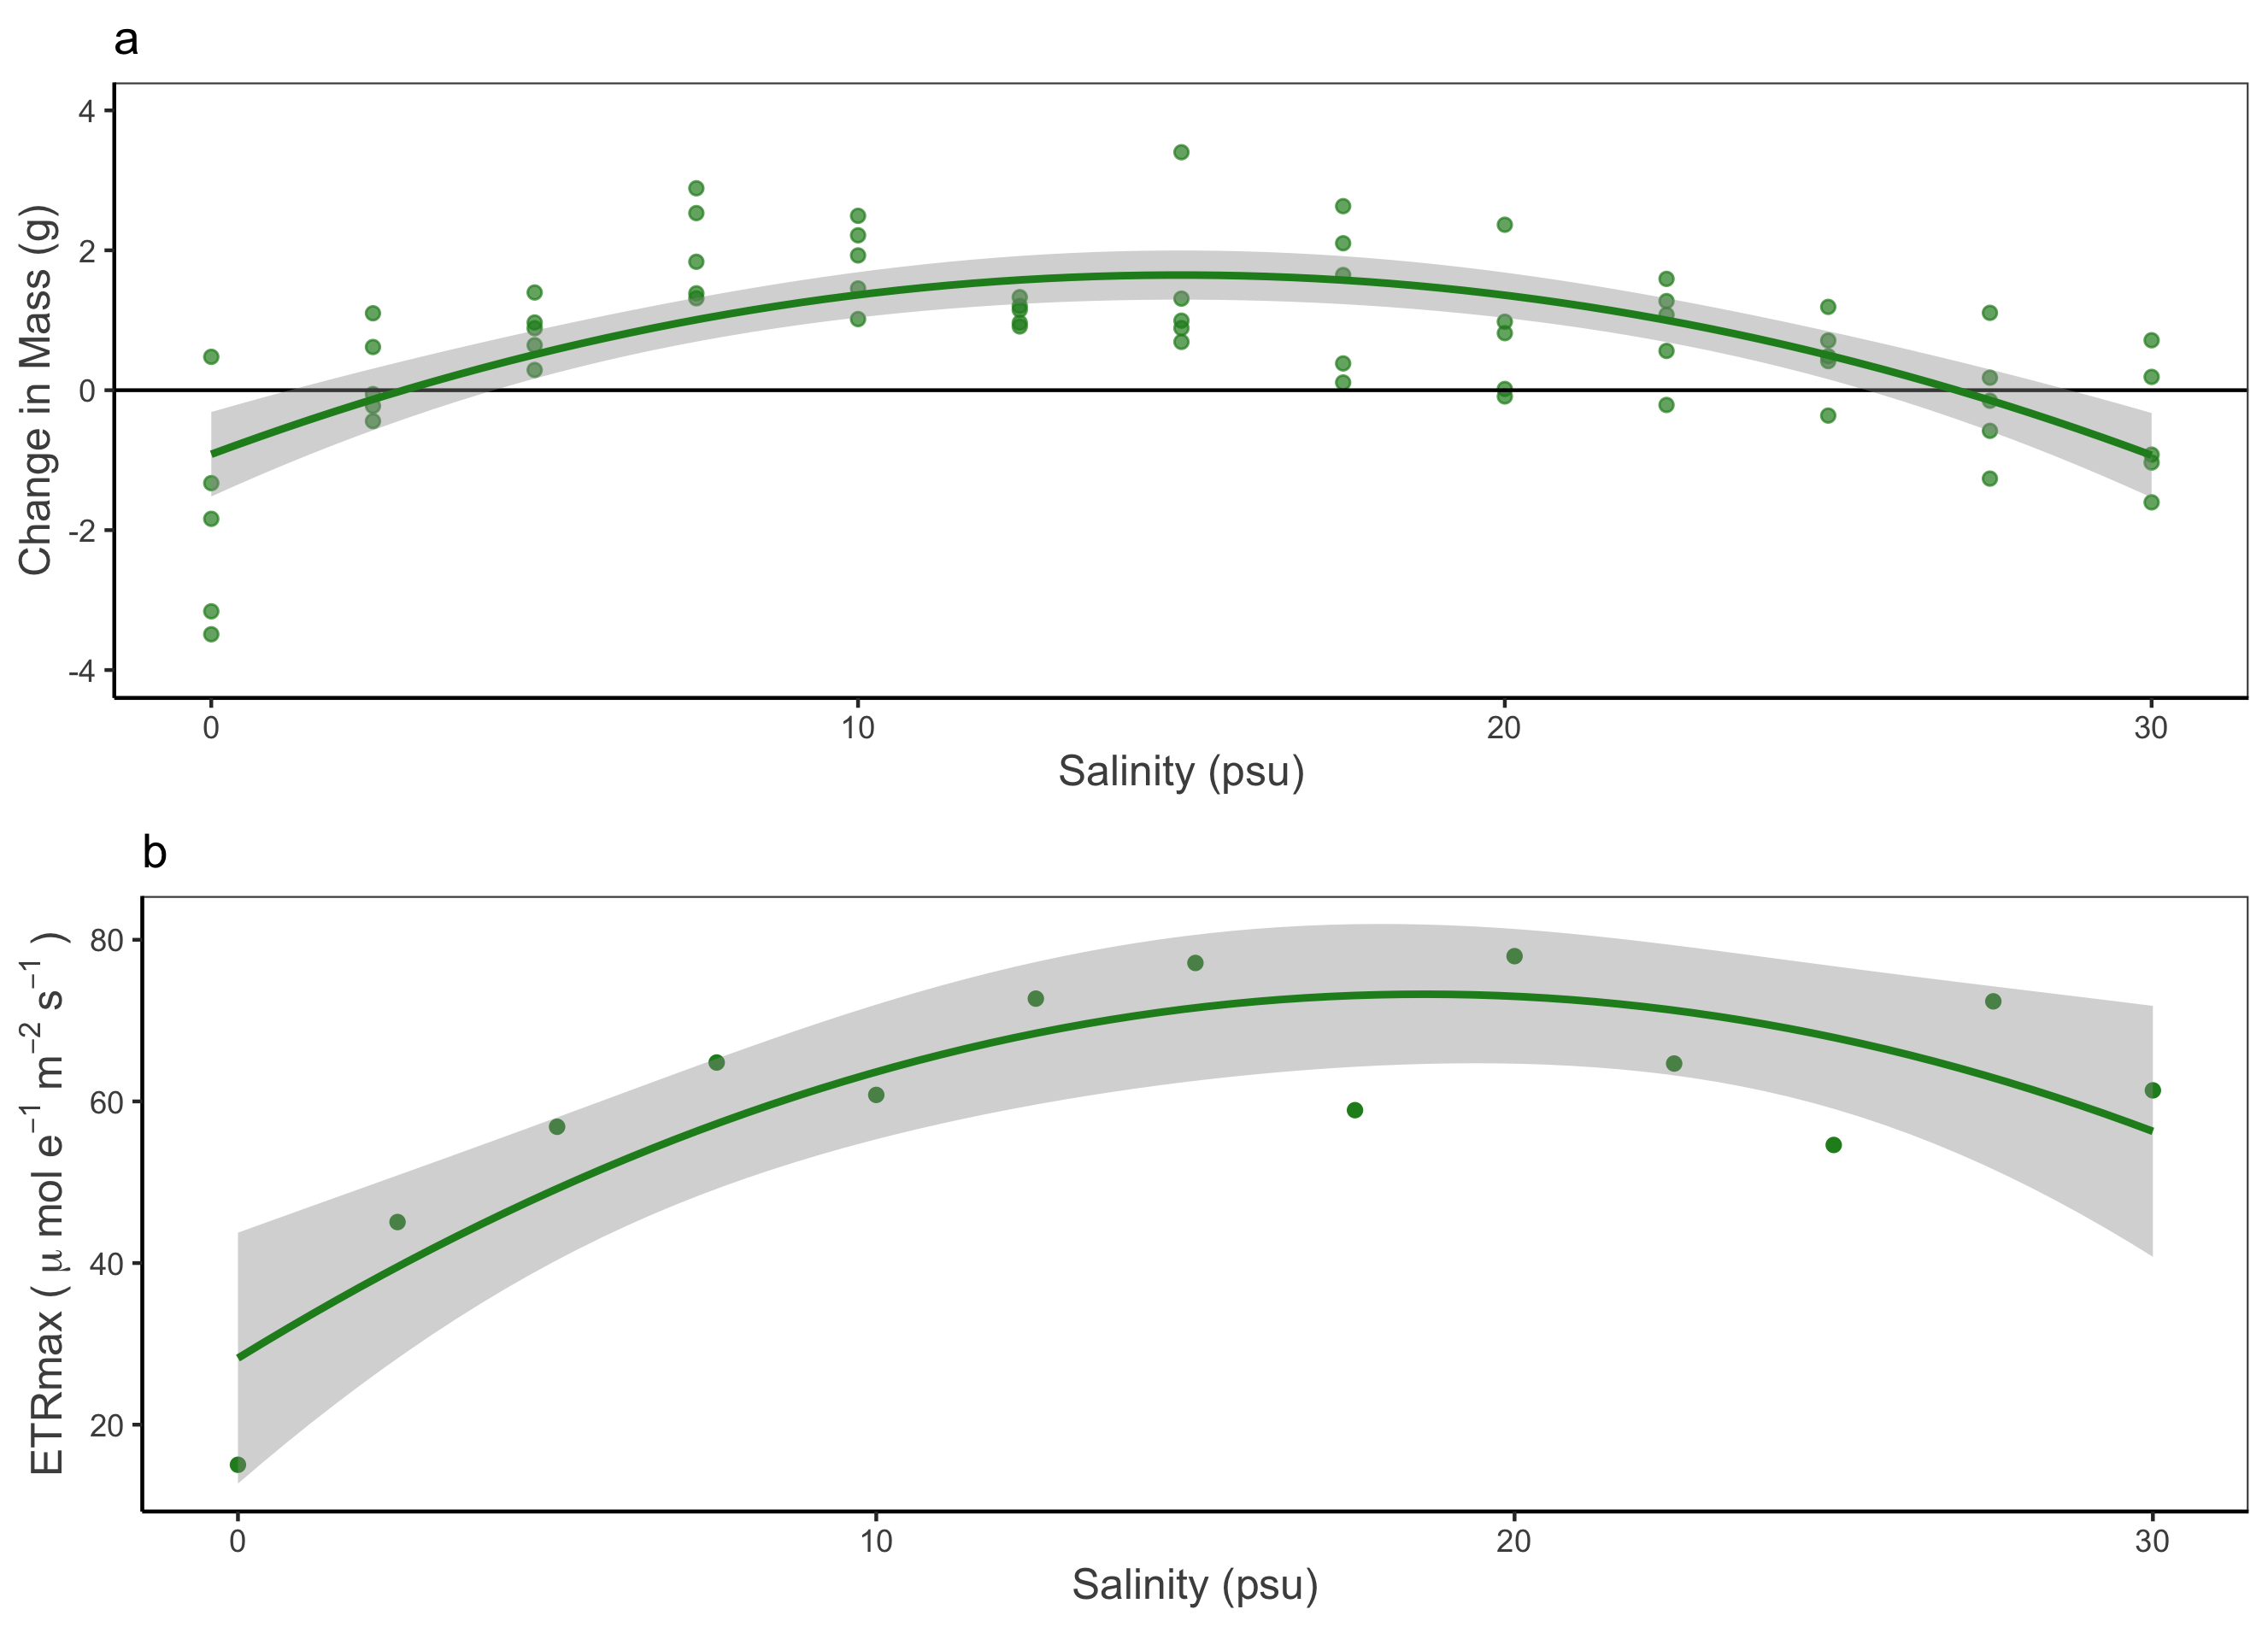 a
Change in Mass (g)
4
2
0
-2
-4
0 10 20 30
Salinity (psu)
b
ETRmax ( μ mol e⁻¹ m⁻² s⁻¹ )
80
60
40
20
0 10 20 30
Salinity (psu)